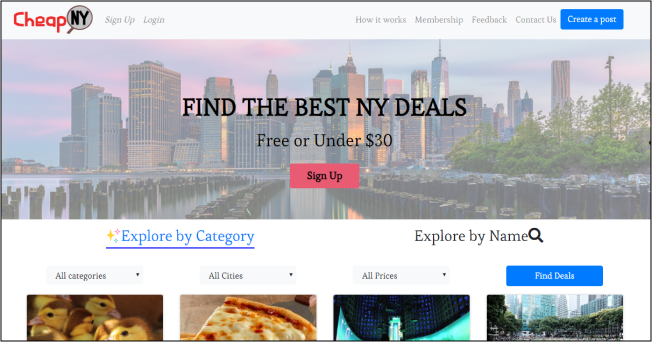 CheapNY
Sign Up Login
How it works Membership Feedback Contact Us Create a post
FIND THE BEST NY DEALS
Free or Under $30
Sign Up
Explore by Category
Explore by Name
All categories
All Cities
All Prices
Find Deals